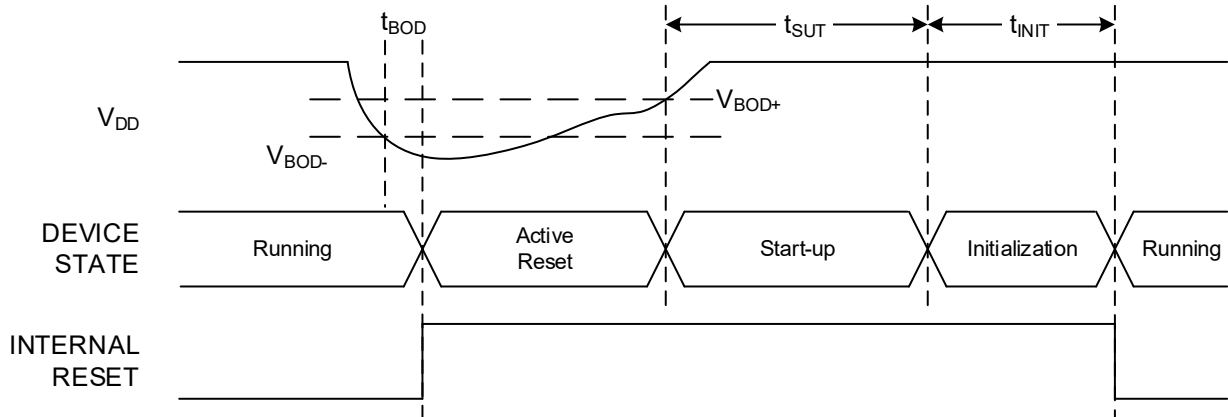 tBOD
tSUT
tINIT
VDD
VBOD+
VBOD-
DEVICE
STATE
Running
Active
Reset
Start-up
Initialization
Running
INTERNAL
RESET